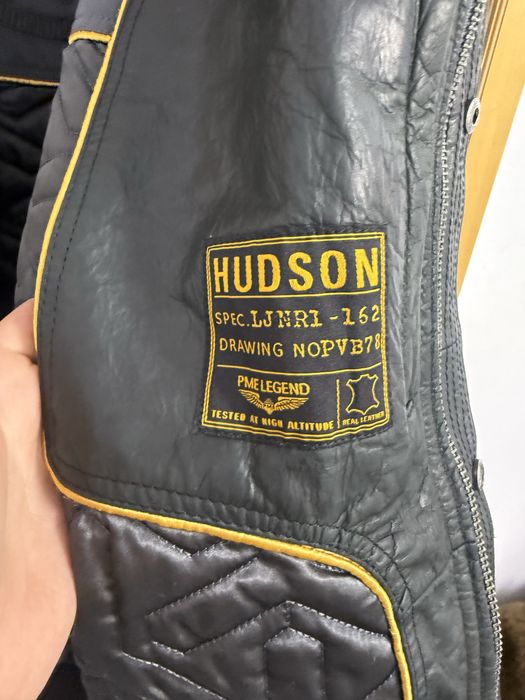 HUDSON
SPEC.LJNR1-162
DRAWING NOPVB78
PME LEGEND
TESTED AT HIGH ALTITUDE
REAL LEATHER